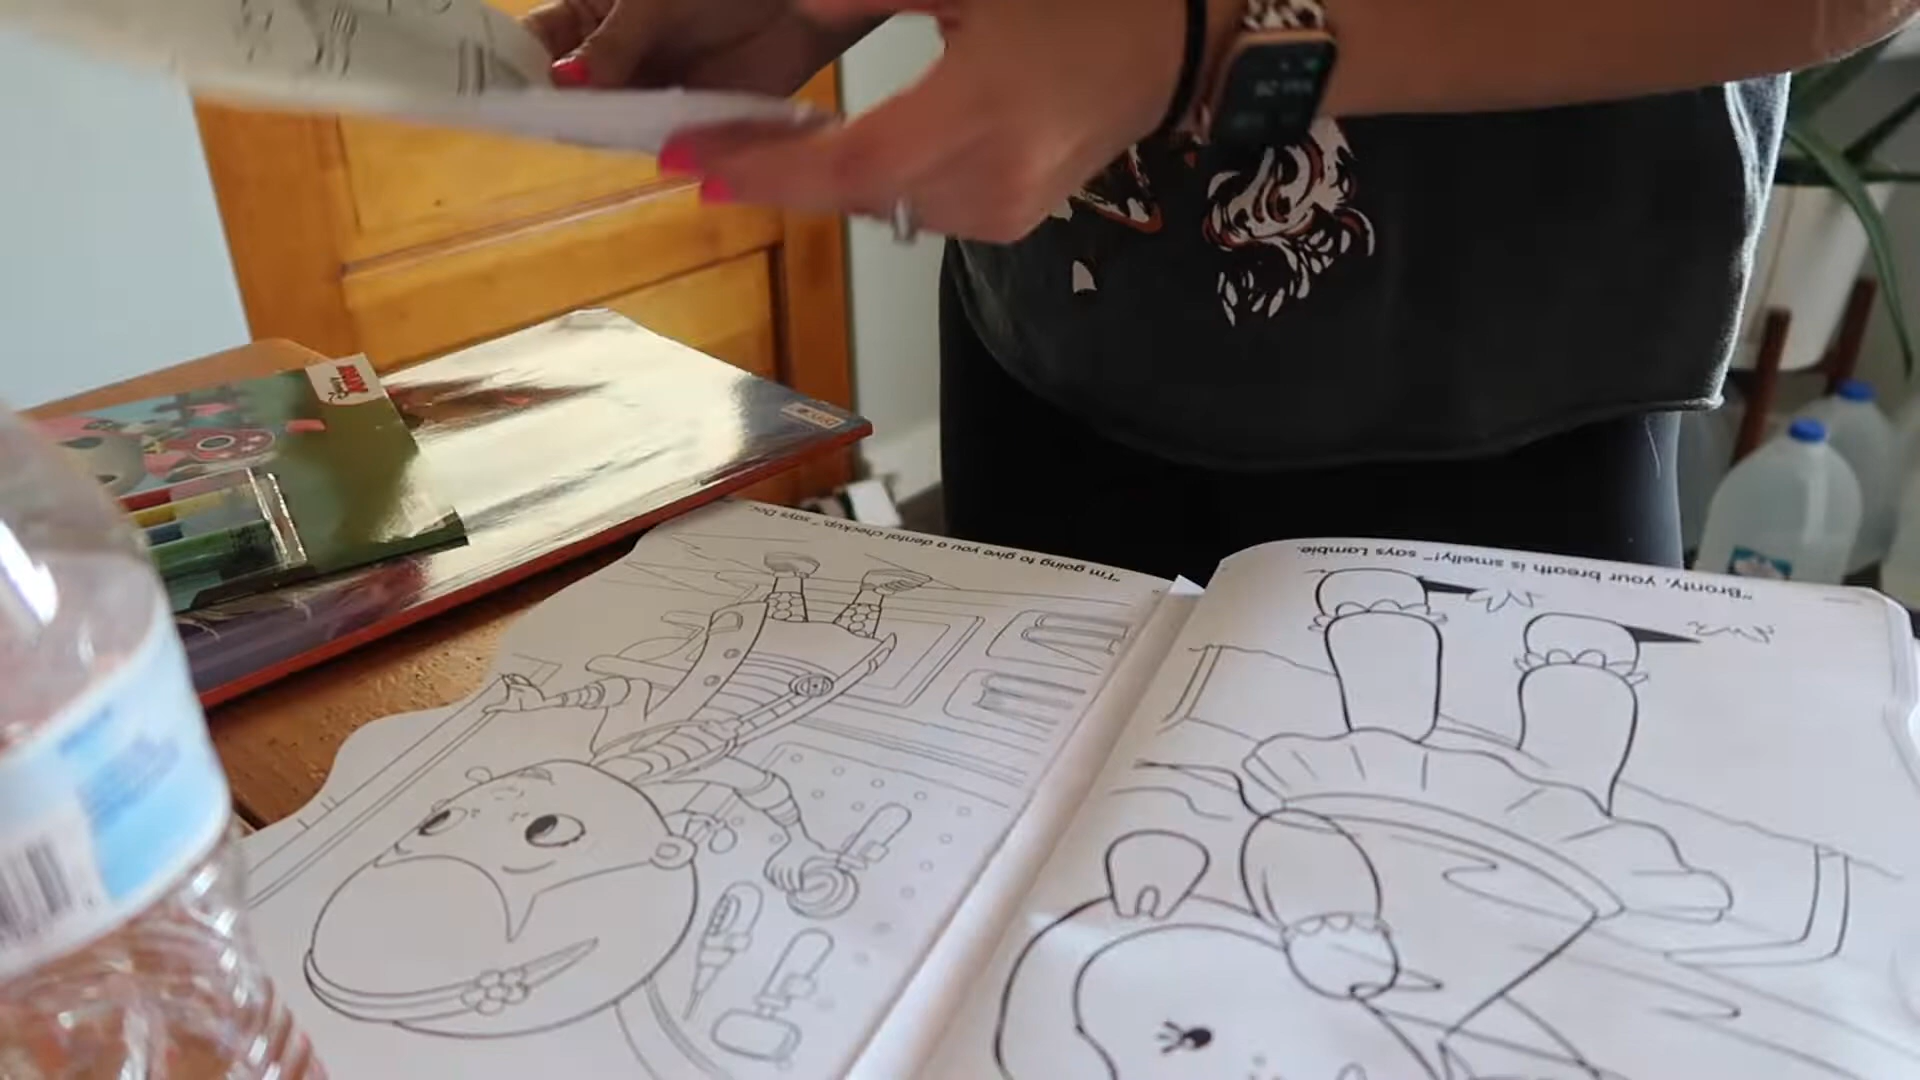 "I'm going to give you a dental checkup," says Doc.
"Bronty, your breath is smelly!" says Lambie.